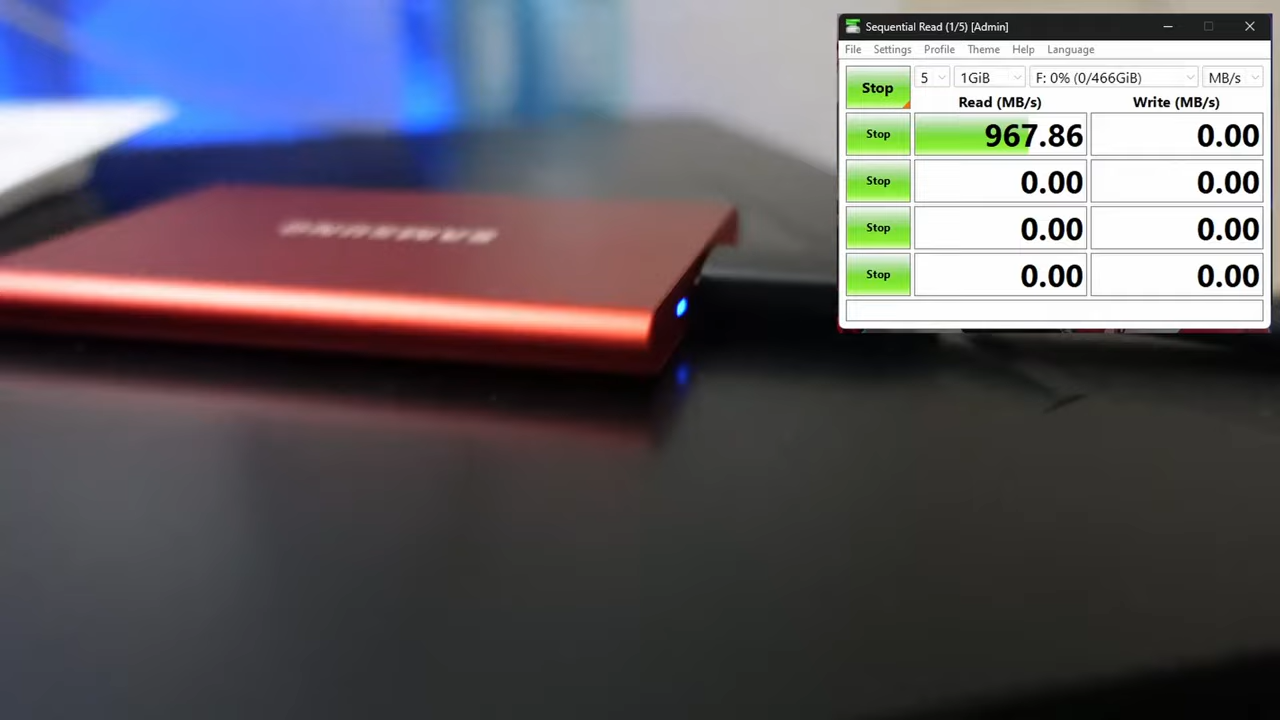 Sequential Read (1/5) [Admin]
File Settings Profile Theme Help Language
Stop 5 1GiB F: 0% (0/466GiB) MB/s
Read (MB/s) Write (MB/s)
Stop 967.86 0.00
Stop 0.00 0.00
Stop 0.00 0.00
Stop 0.00 0.00
SAMSUNG